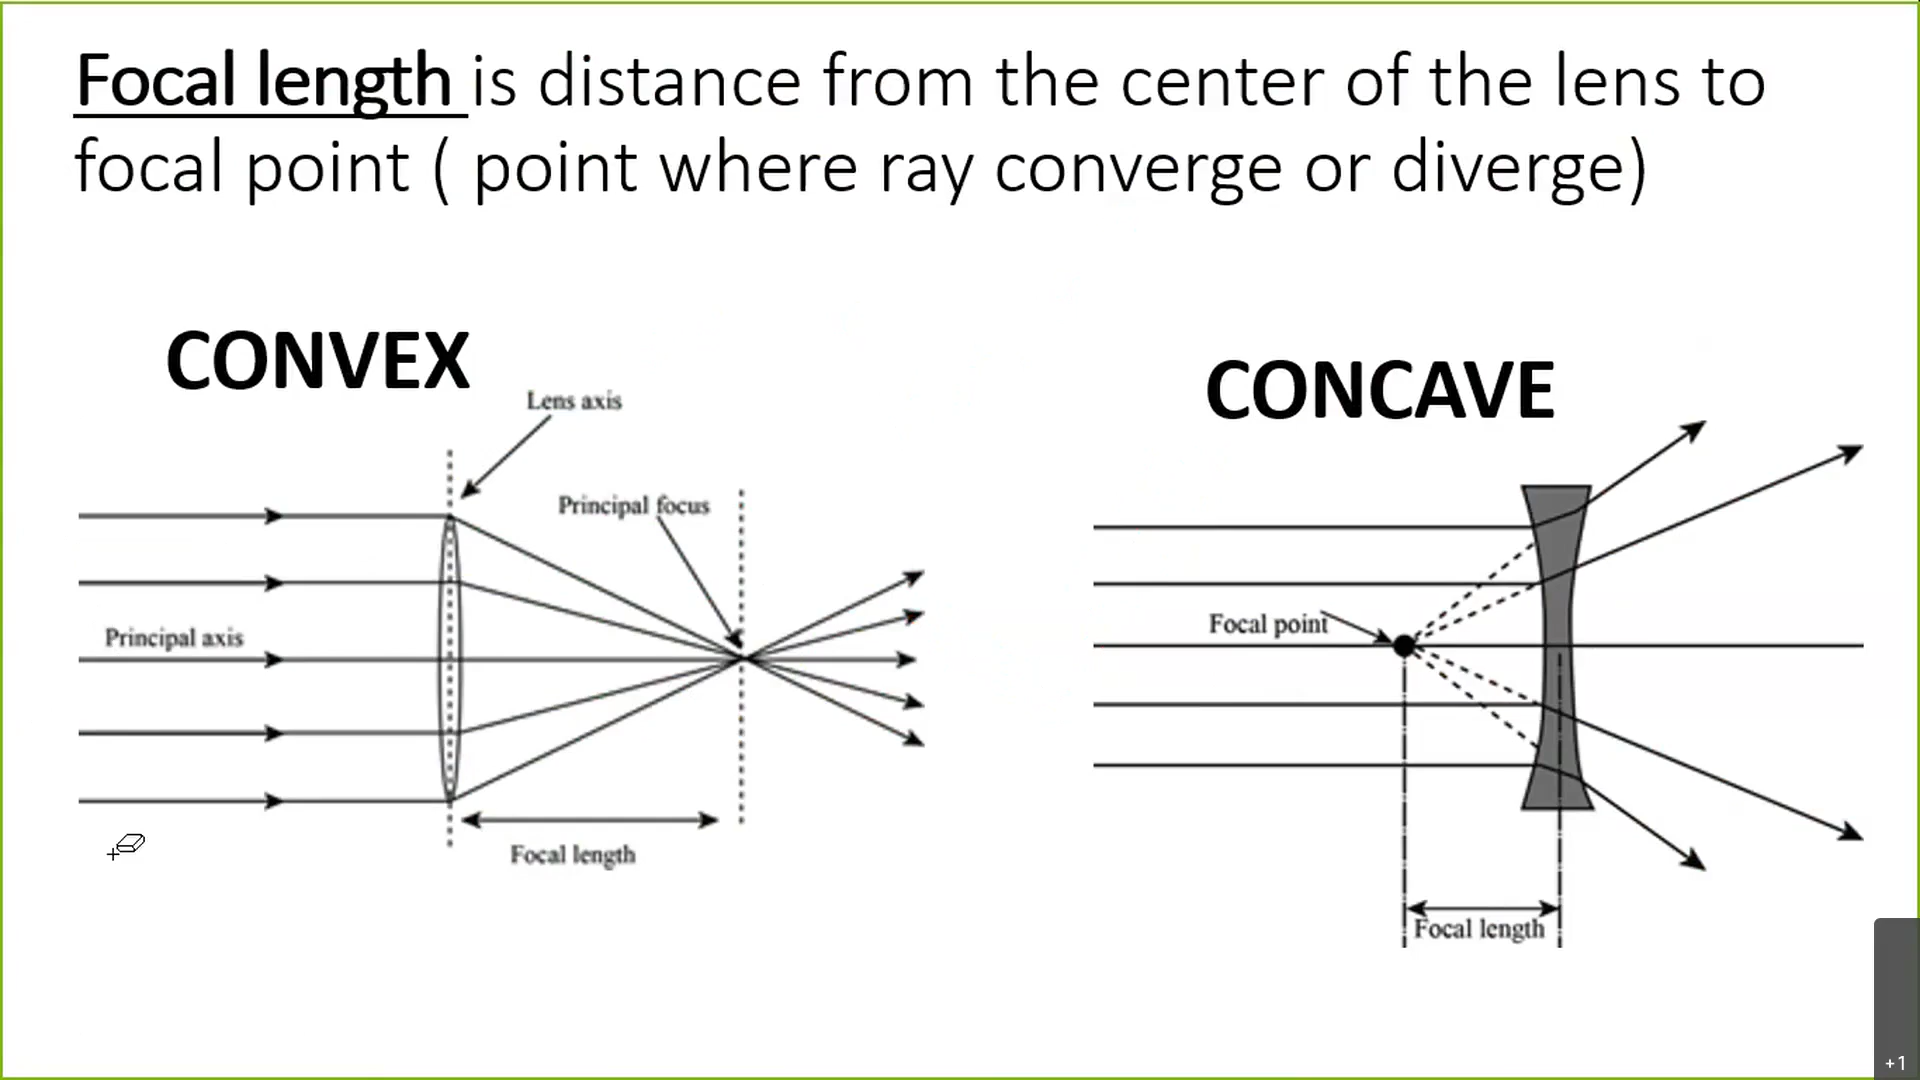 Focal length is distance from the center of the lens to
focal point ( point where ray converge or diverge)
CONVEX
Lens axis
Principal focus
Principal axis
Focal length
CONCAVE
Focal point
Focal length
+1